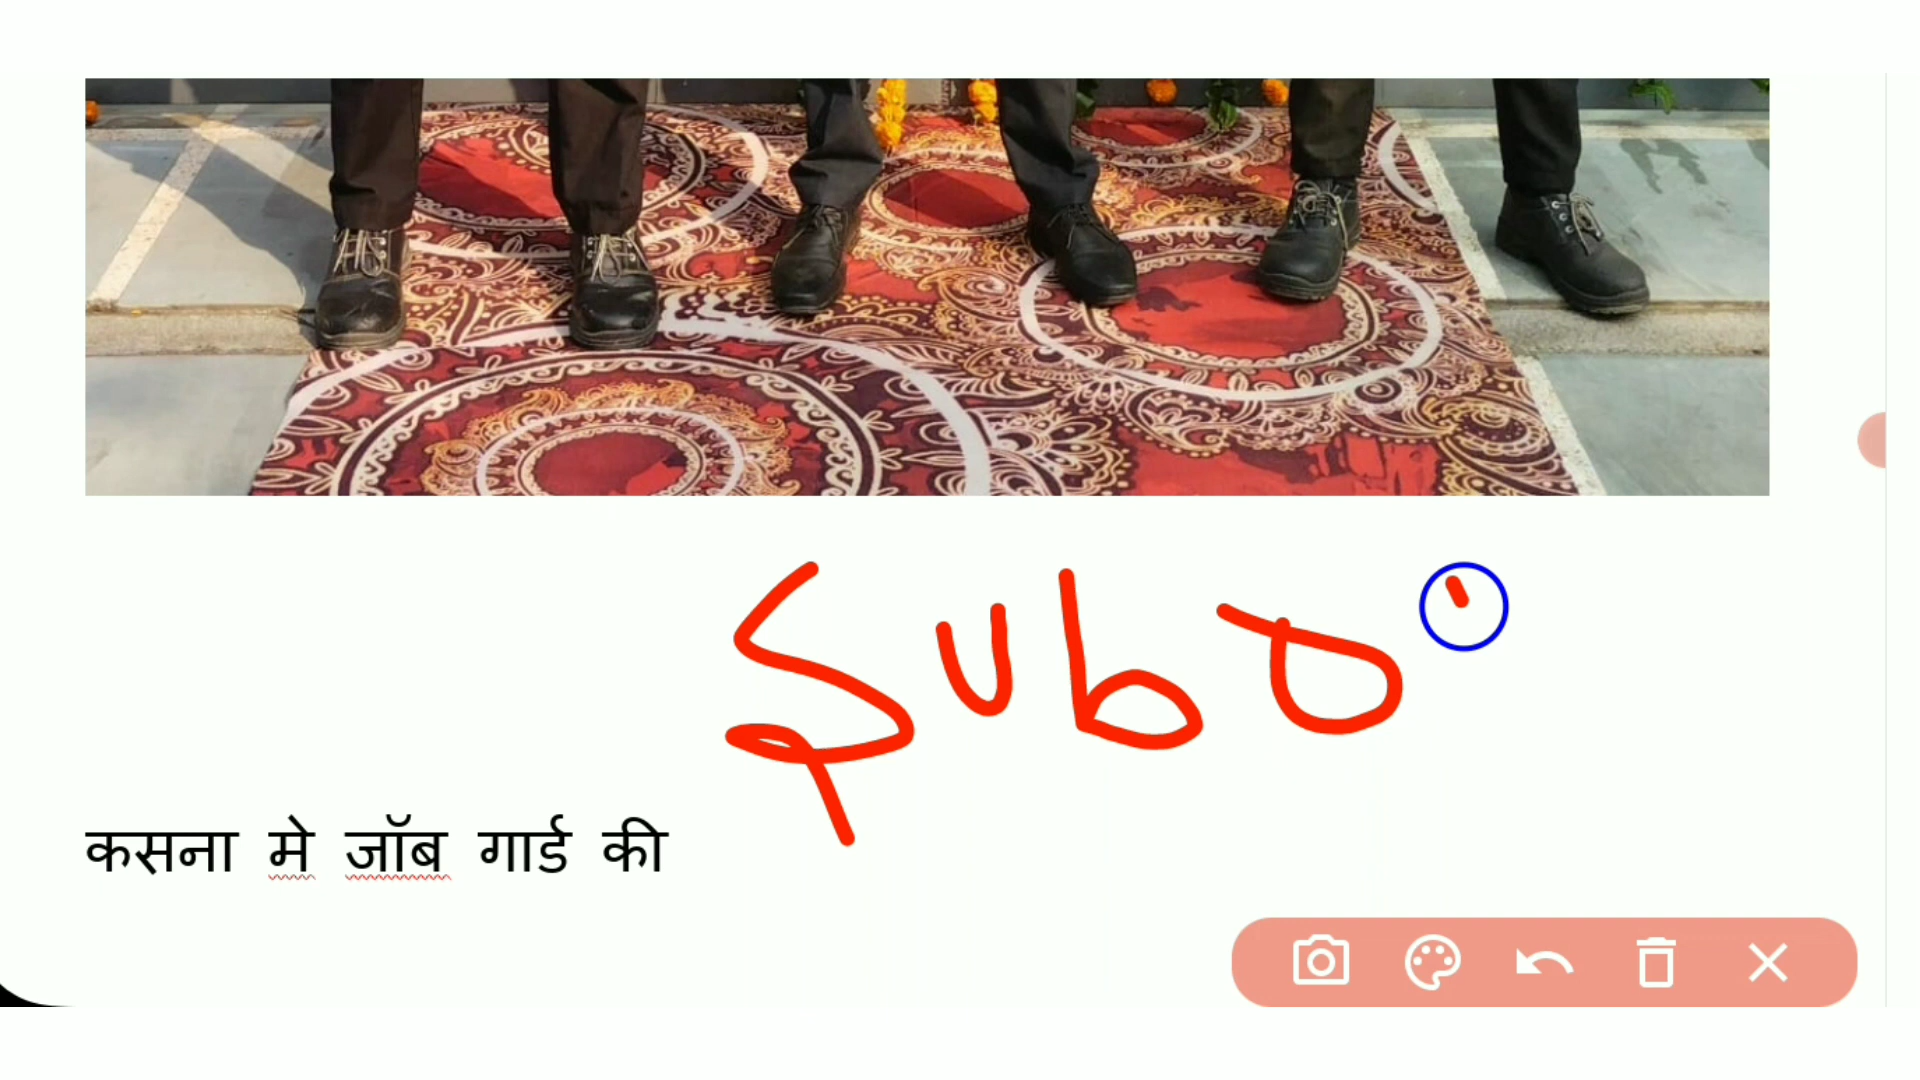 Subo
कसना मे जॉब गार्ड की